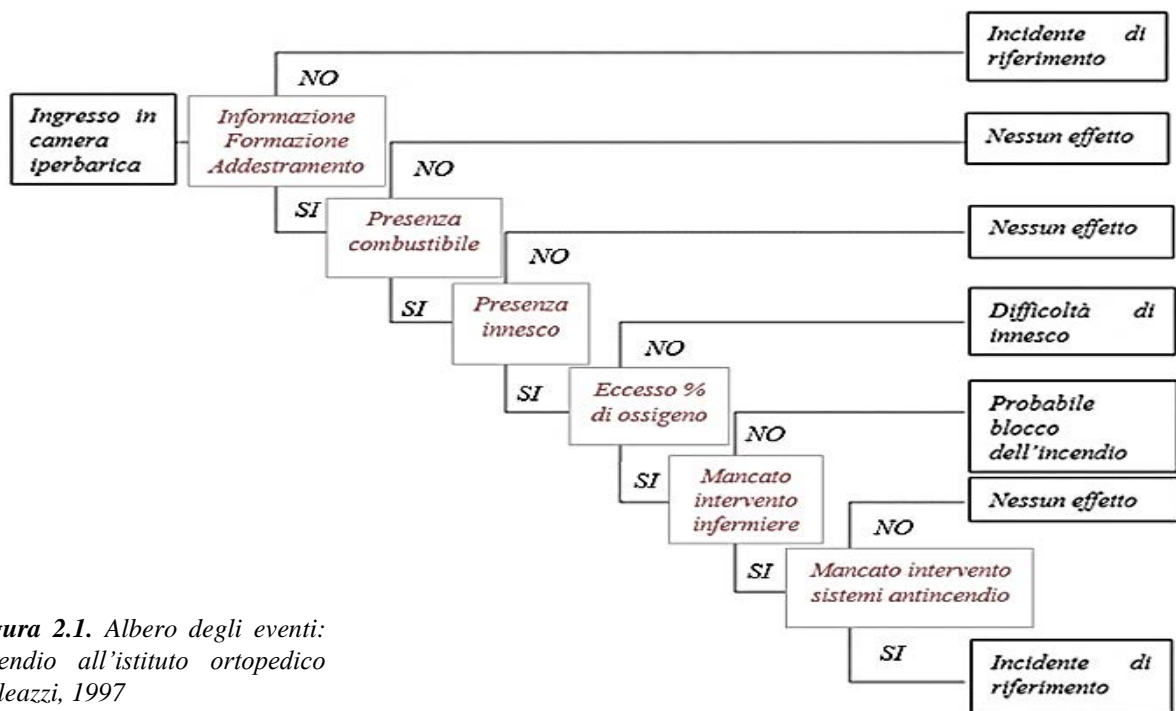 Incidente di
riferimento
NO
Ingresso in
camera
iperbarica
Informazione
Formazione
Addestramento
Nessun effetto
NO
SI
Presenza
combustibile
Nessun effetto
NO
SI
Presenza
innesco
Difficoltà di
innesco
NO
SI
Eccesso %
di ossigeno
Probabile
blocco
dell'incendio
NO
SI
Mancato
intervento
infermiere
Nessun effetto
NO
SI
Mancato intervento
sistemi antincendio
SI
Incidente di
riferimento
gura 2.1. Albero degli eventi:
endio all'istituto ortopedico
leazzi, 1997